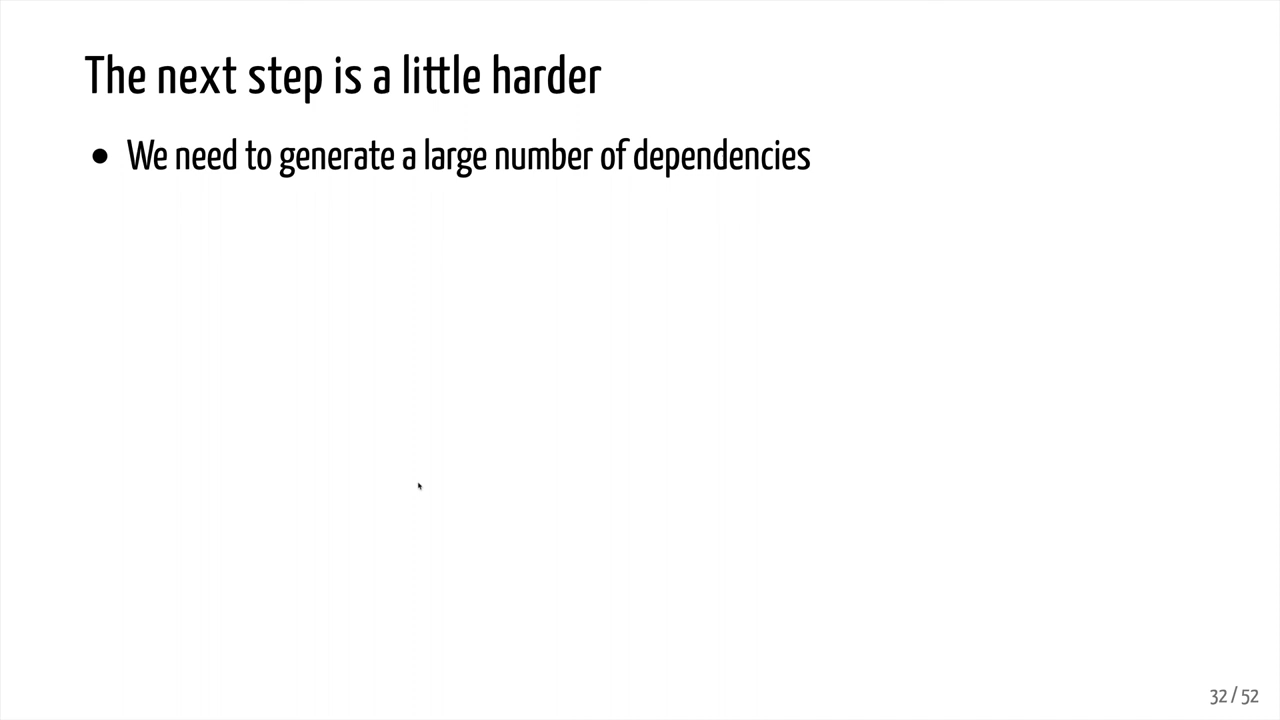 The next step is a little harder
• We need to generate a large number of dependencies
32 / 52